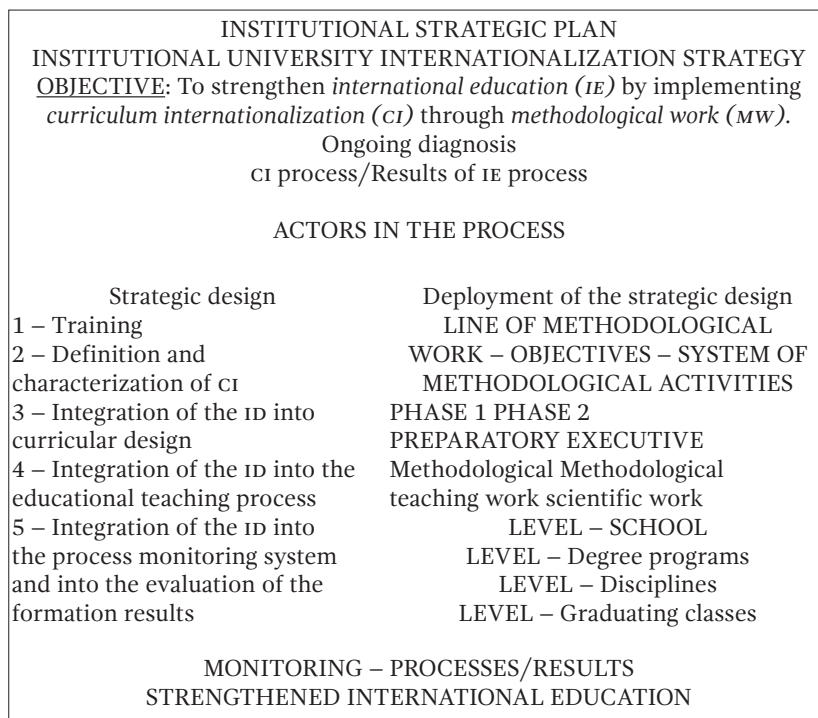 INSTITUTIONAL STRATEGIC PLAN
INSTITUTIONAL UNIVERSITY INTERNATIONALIZATION STRATEGY
OBJECTIVE: To strengthen international education (IE) by implementing
curriculum internationalization (CI) through methodological work (MW).
Ongoing diagnosis
CI process/Results of IE process
ACTORS IN THE PROCESS
Strategic design
1 – Training
2 – Definition and
characterization of CI
3 – Integration of the ID into
curricular design
4 – Integration of the ID into the
educational teaching process
5 – Integration of the ID into
the process monitoring system
and into the evaluation of the
formation results
Deployment of the strategic design
LINE OF METHODOLOGICAL
WORK – OBJECTIVES – SYSTEM OF
METHODOLOGICAL ACTIVITIES
PHASE 1 PHASE 2
PREPARATORY EXECUTIVE
Methodological Methodological
teaching work scientific work
LEVEL – SCHOOL
LEVEL – Degree programs
LEVEL – Disciplines
LEVEL – Graduating classes
MONITORING – PROCESSES/RESULTS
STRENGTHENED INTERNATIONAL EDUCATION